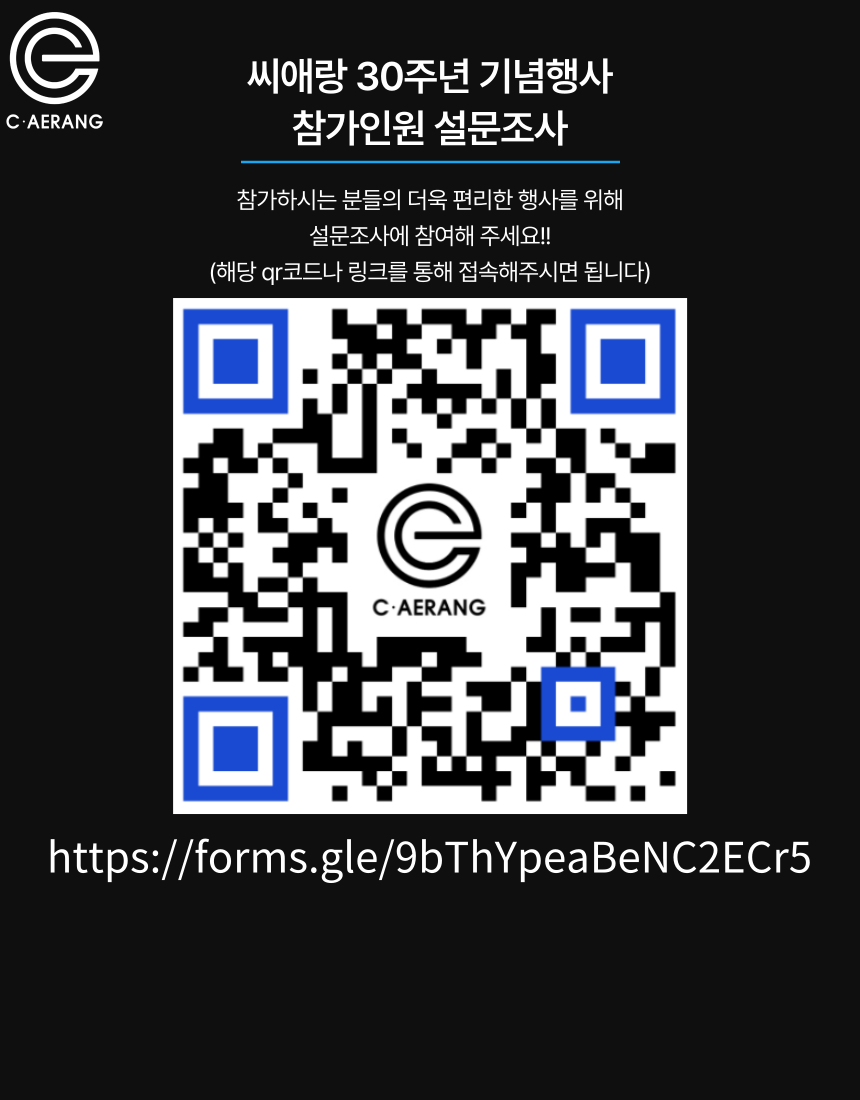 C·AERANG
씨애랑 30주년 기념행사
참가인원 설문조사
참가하시는 분들의 더욱 편리한 행사를 위해
설문조사에 참여해 주세요!!
(해당 qr코드나 링크를 통해 접속해주시면 됩니다)
C·AERANG
https://forms.gle/9bThYpeaBeNC2ECr5